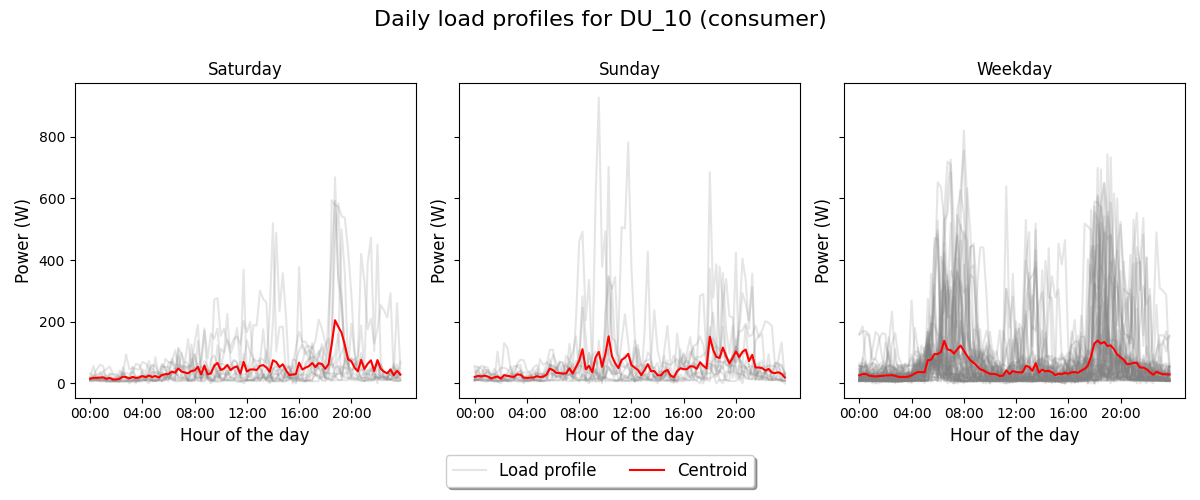 Daily load profiles for DU_10 (consumer)
Saturday
Sunday
Weekday
Power (W)
800
600
400
200
0
00:00 04:00 08:00 12:00 16:00 20:00
Hour of the day
Power (W)
00:00 04:00 08:00 12:00 16:00 20:00
Hour of the day
Power (W)
00:00 04:00 08:00 12:00 16:00 20:00
Hour of the day
Load profile
Centroid